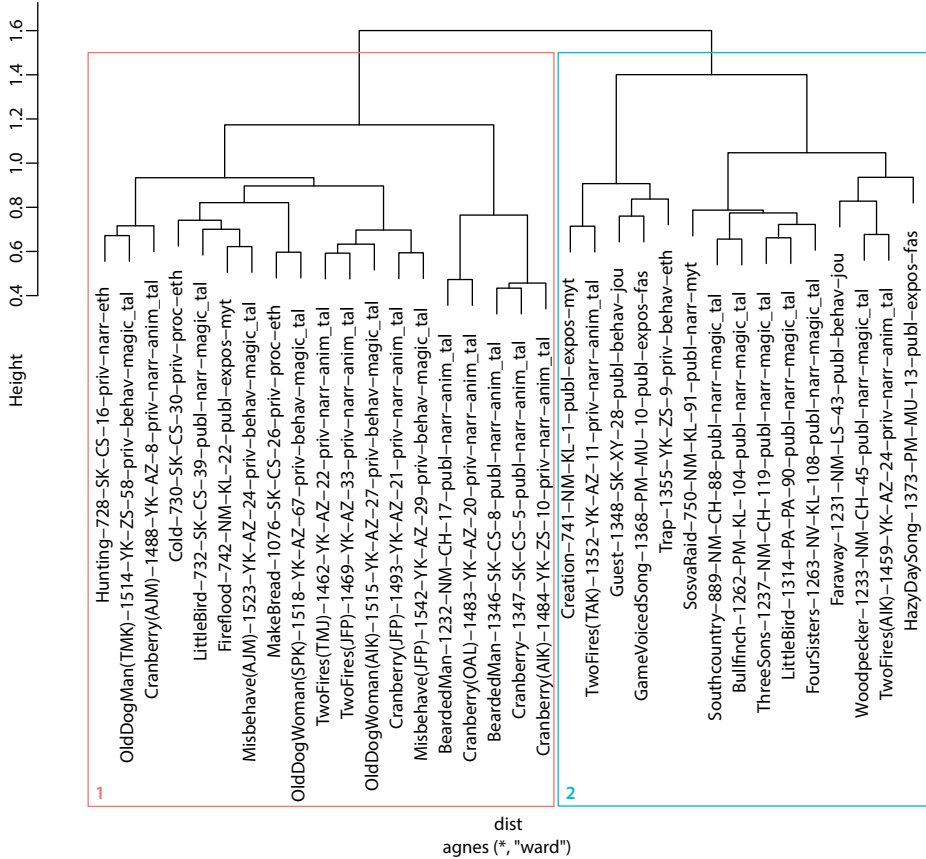 1.6
1.4
1.2
1.0
0.8
0.6
0.4
Height
Hunting−728−SK−CS−16−priv−narr−eth
OldDogMan(TMK)−1514−YK−ZS−58−priv−behav−magic_tal
Cranberry(AJM)−1488−YK−AZ−8−priv−narr−anim_tal
Cold−730−SK−CS−30−priv−proc−eth
LittleBird−732−SK−CS−39−publ−narr−magic_tal
Fireflood−742−NM−KL−22−publ−expos−myt
Misbehave(AJM)−1523−YK−AZ−24−priv−behav−magic_tal
MakeBread−1076−SK−CS−26−priv−proc−eth
OldDogWoman(SPK)−1518−YK−AZ−67−priv−behav−magic_tal
TwoFires(TMJ)−1462−YK−AZ−22−priv−narr−anim_tal
TwoFires(JFP)−1469−YK−AZ−33−priv−narr−anim_tal
OldDogWoman(AIK)−1515−YK−AZ−27−priv−behav−magic_tal
Cranberry(JFP)−1493−YK−AZ−21−priv−narr−anim_tal
Misbehave(JFP)−1542−YK−AZ−29−priv−behav−magic_tal
BeardedMan−1232−NM−CH−17−publ−narr−anim_tal
Cranberry(OAL)−1483−YK−AZ−20−priv−narr−anim_tal
BeardedMan−1346−SK−CS−8−publ−narr−anim_tal
Cranberry−1347−SK−CS−5−publ−narr−anim_tal
Cranberry(AIK)−1484−YK−ZS−10−priv−narr−anim_tal
Creation−741−NM−KL−1−publ−expos−myt
TwoFires(TAK)−1352−YK−AZ−11−priv−narr−anim_tal
Guest−1348−SK−XY−28−publ−behav−jou
GameVoicedSong−1368−PM−MU−10−publ−expos−fas
Trap−1355−YK−ZS−9−priv−behav−eth
SosvaRaid−750−NM−KL−91−publ−narr−myt
Southcountry−889−NM−CH−88−publ−narr−magic_tal
Bullfinch−1262−PM−KL−104−publ−narr−magic_tal
ThreeSons−1237−NM−CH−119−publ−narr−magic_tal
LittleBird−1314−PA−PA−90−publ−narr−magic_tal
FourSisters−1263−NV−KL−108−publ−narr−magic_tal
Faraway−1231−NM−LS−43−publ−behav−jou
Woodpecker−1233−NM−CH−45−publ−narr−magic_tal
TwoFires(AIK)−1459−YK−AZ−24−priv−narr−anim_tal
HazyDaySong−1373−PM−MU−13−publ−expos−fas
1
2
dist
agnes (*, "ward")